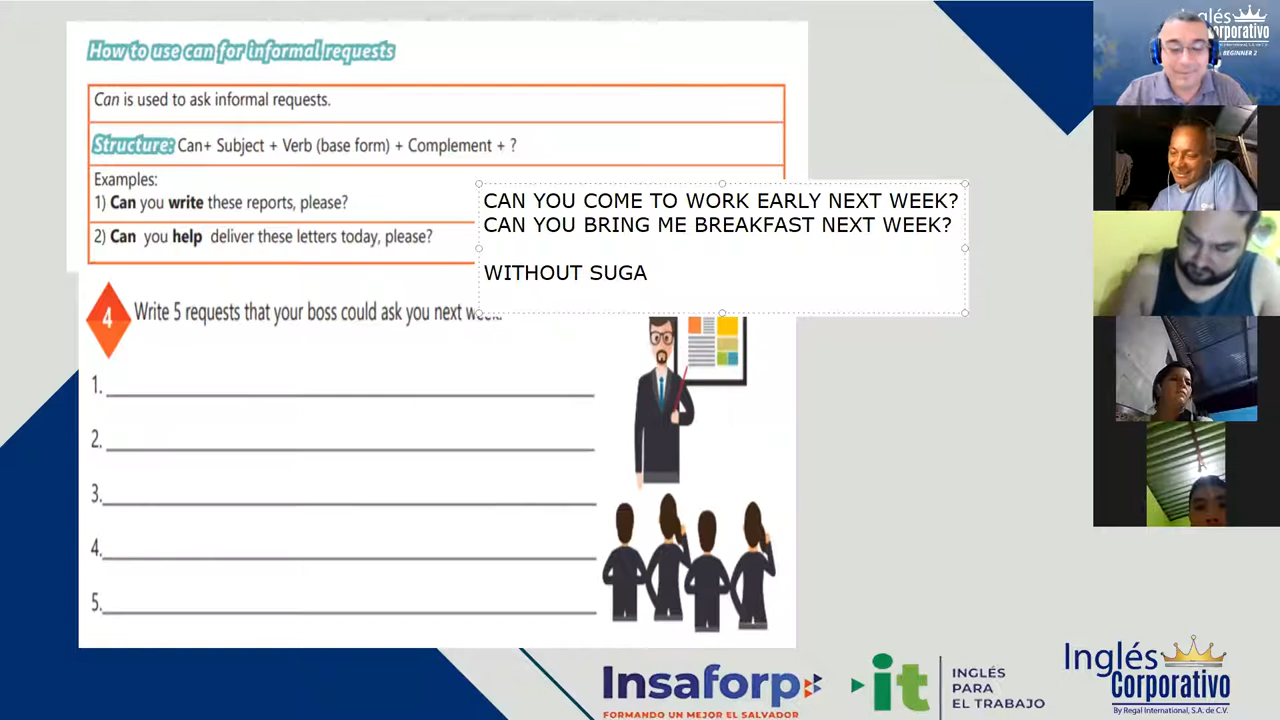 How to use can for informal requests
Can is used to ask informal requests.
Structure: Can+ Subject + Verb (base form) + Complement + ?
Examples:
1) Can you write these reports, please?
2) Can you help deliver these letters today, please?
CAN YOU COME TO WORK EARLY NEXT WEEK?
CAN YOU BRING ME BREAKFAST NEXT WEEK?
WITHOUT SUGA
4
Write 5 requests that your boss could ask you next week.
1.
2.
3.
4.
5.
Insaforp
FORMANDO UN MEJOR EL SALVADOR
it
INGLÉS
PARA
EL TRABAJO
Inglés
Corporativo
By Regal International, S.A. de C.V.
BEGINNER 2